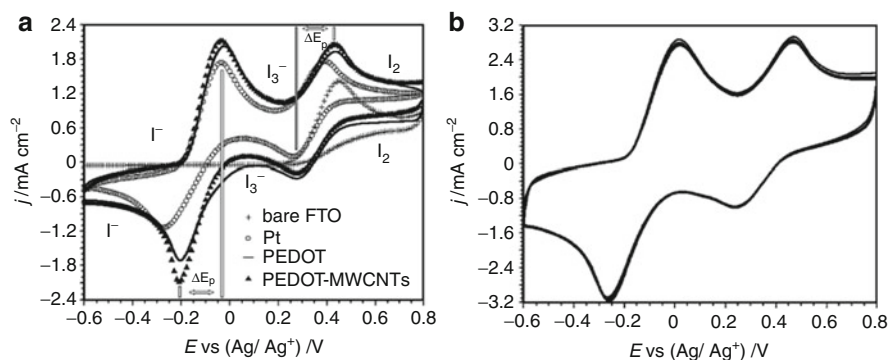 a
2.4
1.8
1.2
0.6
0
−0.6
−1.2
−1.8
−2.4
j/mA cm⁻²
ΔEₚ
I⁻
I₃⁻
I₂
I₂
I₃⁻
I⁻
ΔEₚ
bare FTO
Pt
PEDOT
PEDOT-MWCNTs
−0.6 −0.4 −0.2 0 0.2 0.4 0.6 0.8
E vs (Ag/ Ag⁺) /V
b
3.2
2.4
1.6
0.8
0
−0.8
−1.6
−2.4
−3.2
j/mA cm⁻²
−0.6 −0.4 −0.2 0 0.2 0.4 0.6 0.8
E vs (Ag/ Ag⁺) /V